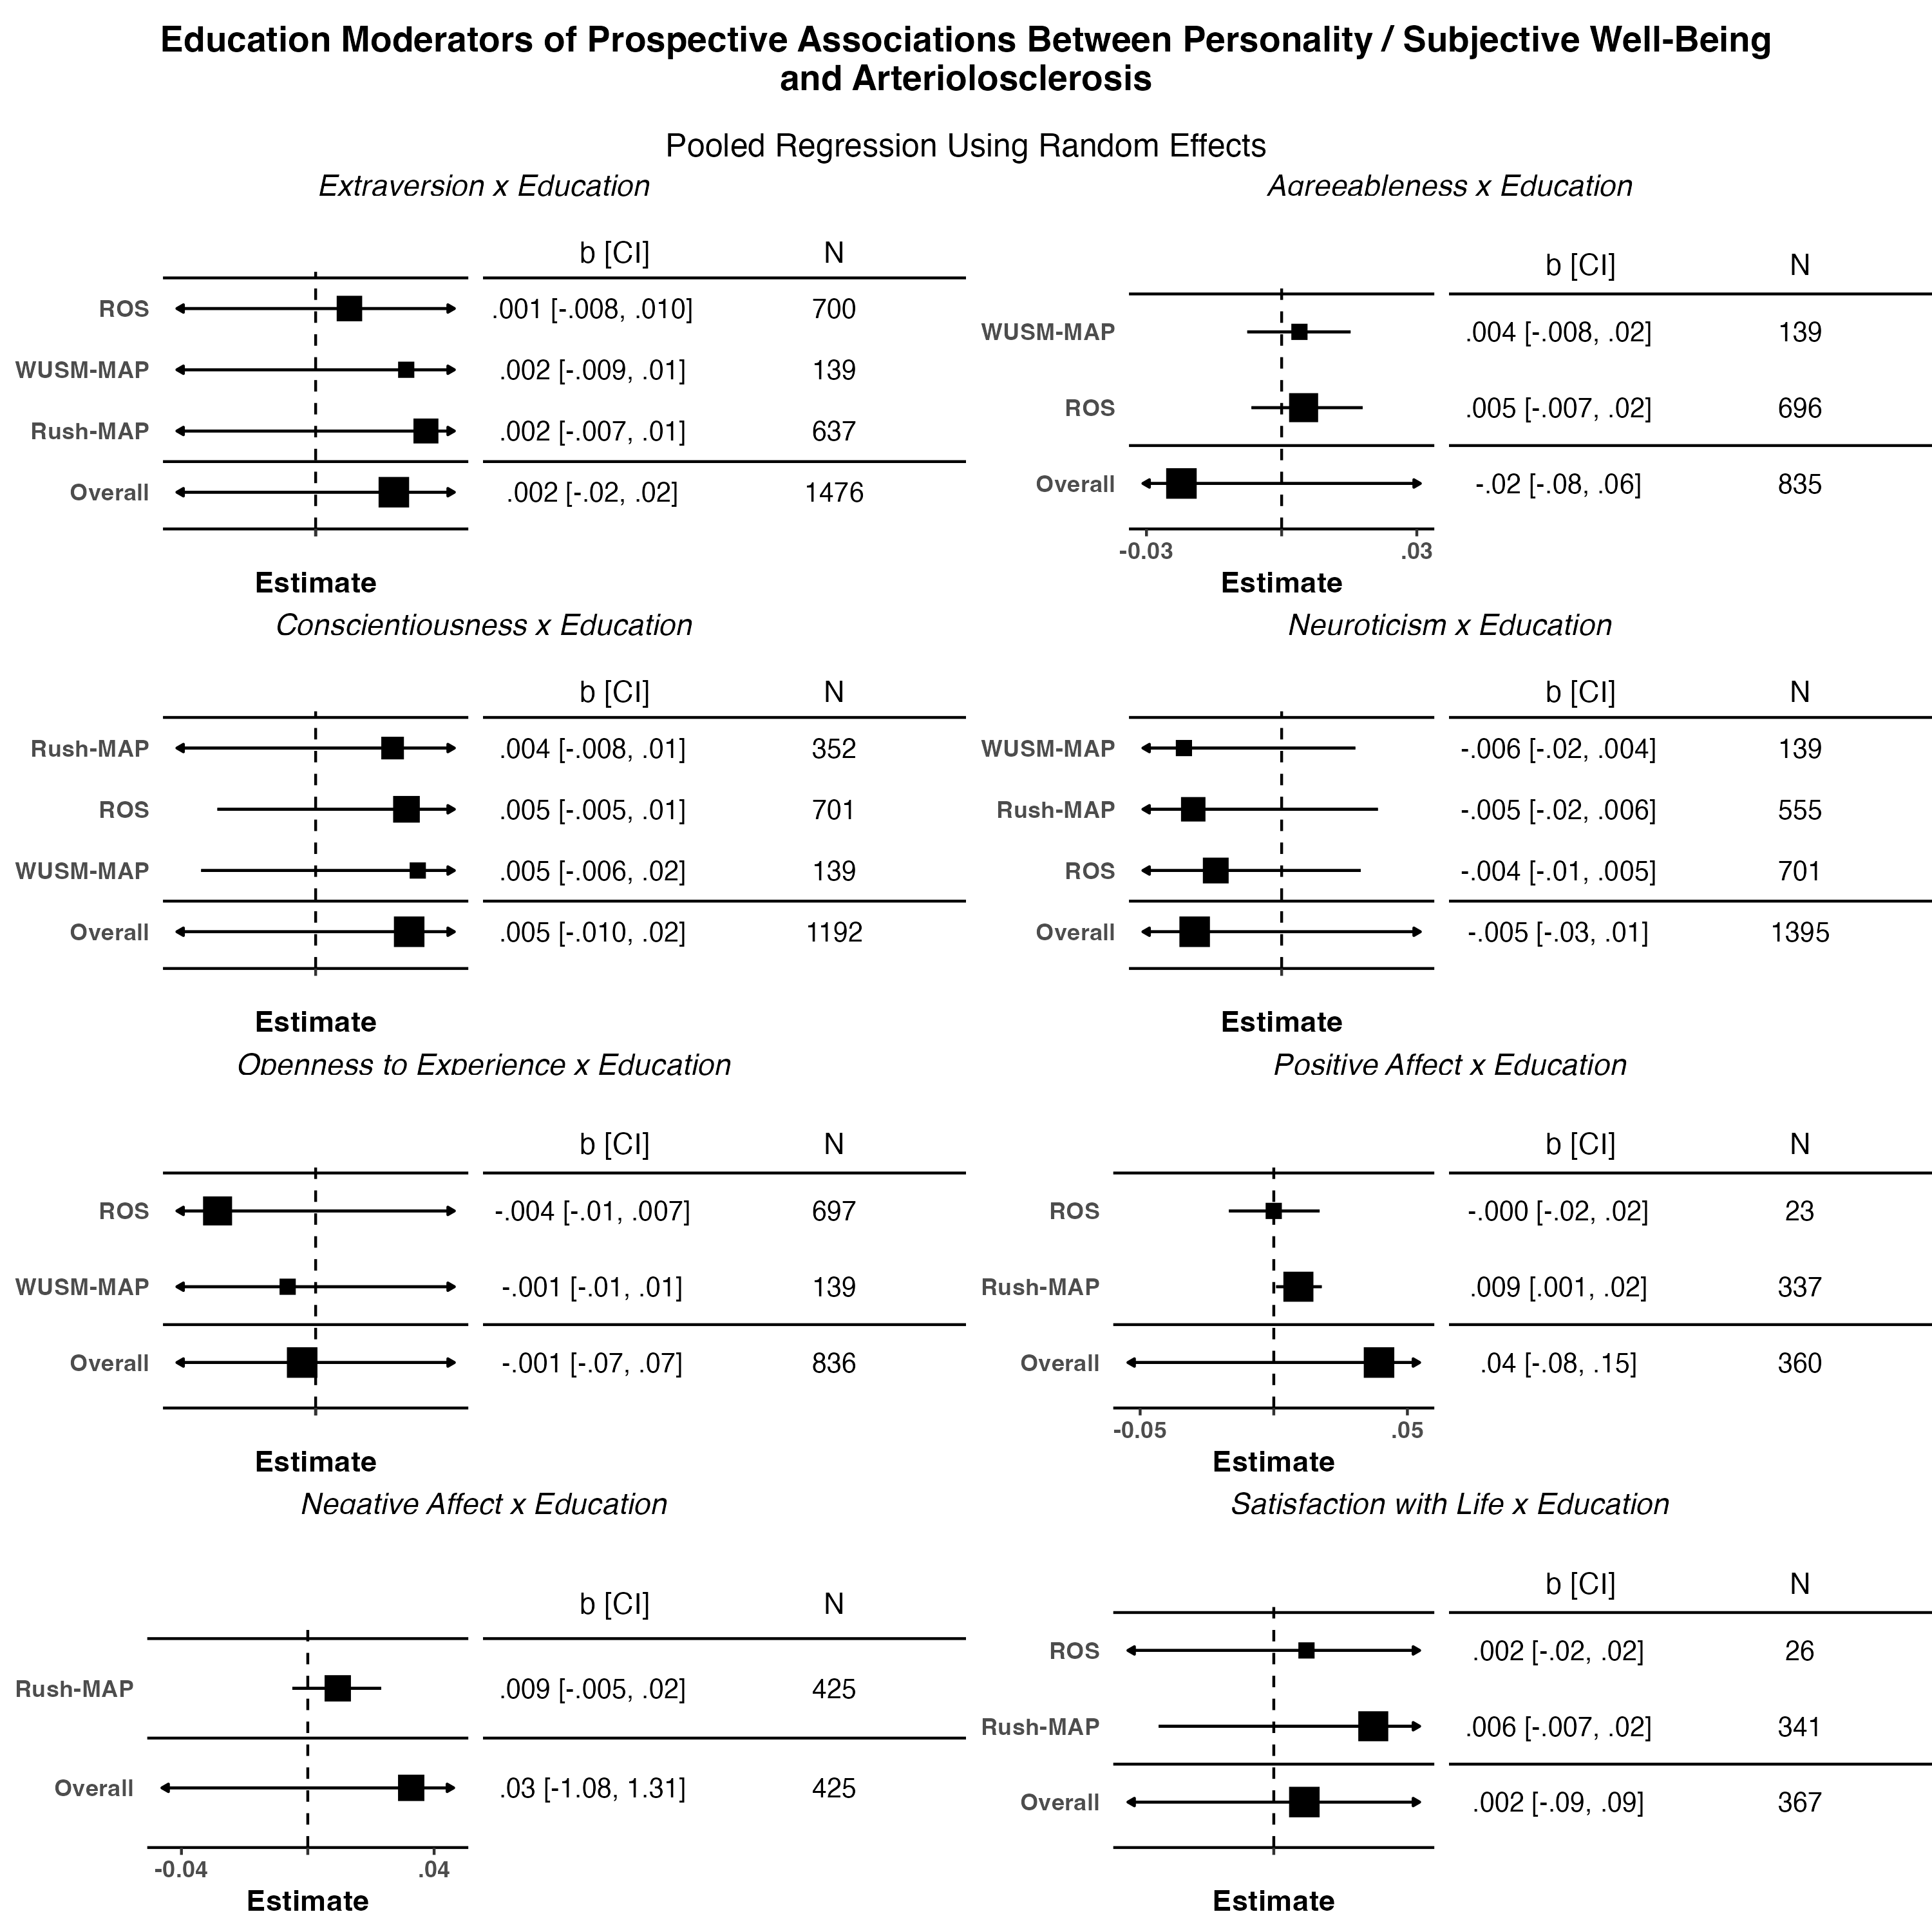 Education Moderators of Prospective Associations Between Personality / Subjective Well-Being
and Arteriolosclerosis
Pooled Regression Using Random Effects
Extraversion x Education
b [CI] N
ROS .001 [-.008, .010] 700
WUSM-MAP .002 [-.009, .01] 139
Rush-MAP .002 [-.007, .01] 637
Overall .002 [-.02, .02] 1476
Estimate
Agreeableness x Education
b [CI] N
WUSM-MAP .004 [-.008, .02] 139
ROS .005 [-.007, .02] 696
Overall -.02 [-.08, .06] 835
-0.03 .03
Estimate
Conscientiousness x Education
b [CI] N
Rush-MAP .004 [-.008, .01] 352
ROS .005 [-.005, .01] 701
WUSM-MAP .005 [-.006, .02] 139
Overall .005 [-.010, .02] 1192
Estimate
Neuroticism x Education
b [CI] N
WUSM-MAP -.006 [-.02, .004] 139
Rush-MAP -.005 [-.02, .006] 555
ROS -.004 [-.01, .005] 701
Overall -.005 [-.03, .01] 1395
Estimate
Openness to Experience x Education
b [CI] N
ROS -.004 [-.01, .007] 697
WUSM-MAP -.001 [-.01, .01] 139
Overall -.001 [-.07, .07] 836
Estimate
Positive Affect x Education
b [CI] N
ROS -.000 [-.02, .02] 23
Rush-MAP .009 [.001, .02] 337
Overall .04 [-.08, .15] 360
-0.05 .05
Estimate
Negative Affect x Education
b [CI] N
Rush-MAP .009 [-.005, .02] 425
Overall .03 [-1.08, 1.31] 425
-0.04 .04
Estimate
Satisfaction with Life x Education
b [CI] N
ROS .002 [-.02, .02] 26
Rush-MAP .006 [-.007, .02] 341
Overall .002 [-.09, .09] 367
Estimate